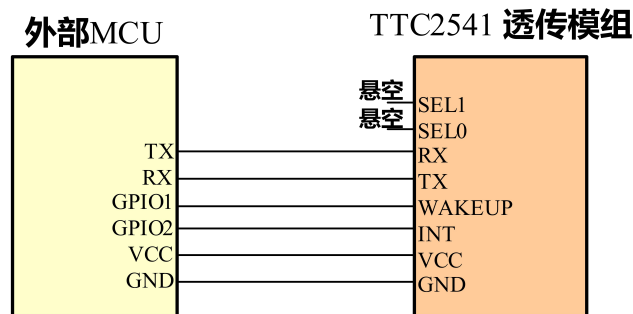 外部MCU
TTC2541 透传模组
悬空
SEL1
悬空
SEL0
TX
RX
RX
TX
GPIO1
WAKEUP
GPIO2
INT
VCC
VCC
GND
GND